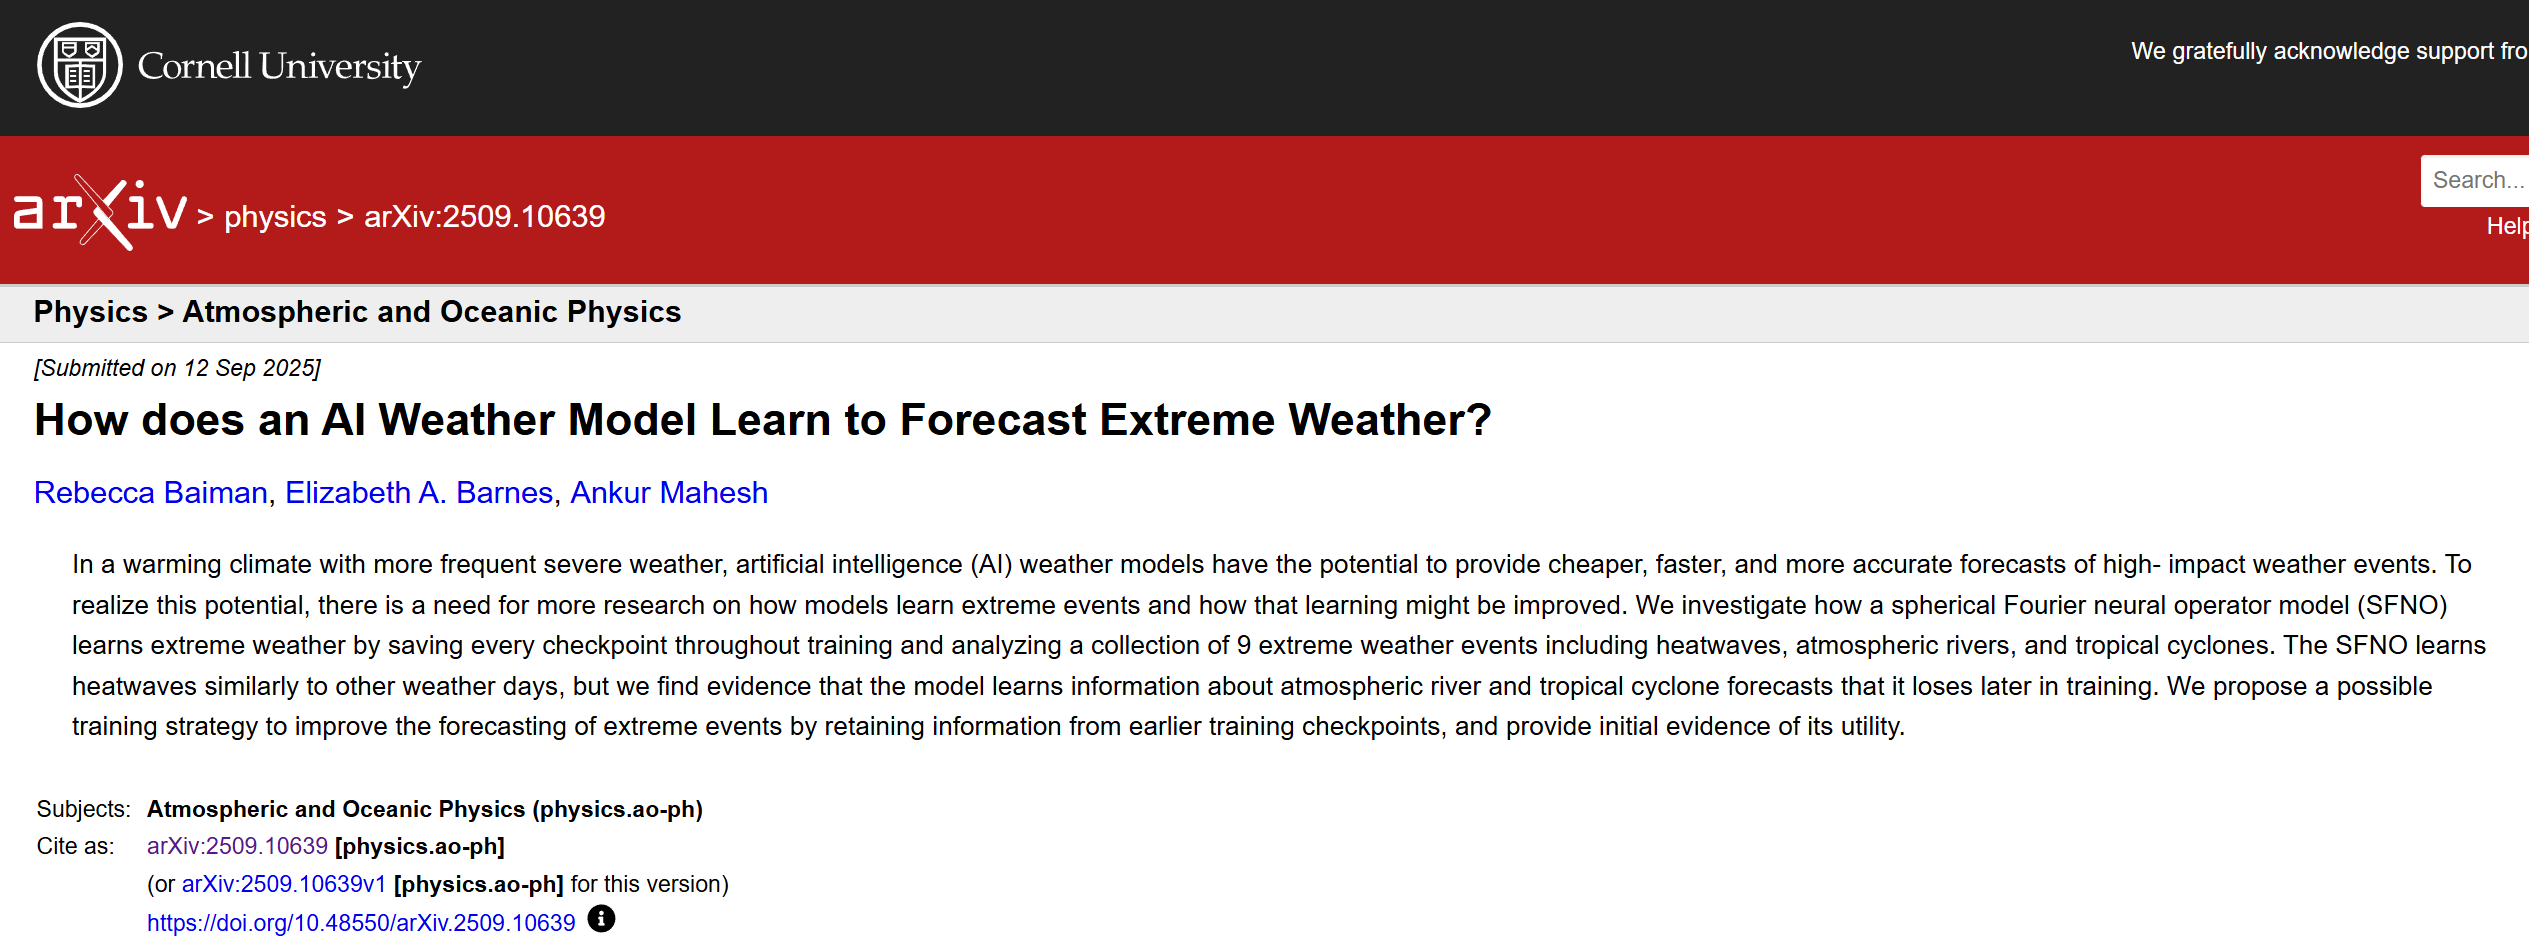 Cornell University
We gratefully acknowledge support fro
arXiv > physics > arXiv:2509.10639
Search...
Help
Physics > Atmospheric and Oceanic Physics
[Submitted on 12 Sep 2025]
How does an AI Weather Model Learn to Forecast Extreme Weather?
Rebecca Baiman, Elizabeth A. Barnes, Ankur Mahesh
In a warming climate with more frequent severe weather, artificial intelligence (AI) weather models have the potential to provide cheaper, faster, and more accurate forecasts of high- impact weather events. To
realize this potential, there is a need for more research on how models learn extreme events and how that learning might be improved. We investigate how a spherical Fourier neural operator model (SFNO)
learns extreme weather by saving every checkpoint throughout training and analyzing a collection of 9 extreme weather events including heatwaves, atmospheric rivers, and tropical cyclones. The SFNO learns
heatwaves similarly to other weather days, but we find evidence that the model learns information about atmospheric river and tropical cyclone forecasts that it loses later in training. We propose a possible
training strategy to improve the forecasting of extreme events by retaining information from earlier training checkpoints, and provide initial evidence of its utility.
Subjects: Atmospheric and Oceanic Physics (physics.ao-ph)
Cite as: arXiv:2509.10639 [physics.ao-ph]
(or arXiv:2509.10639v1 [physics.ao-ph] for this version)
https://doi.org/10.48550/arXiv.2509.10639